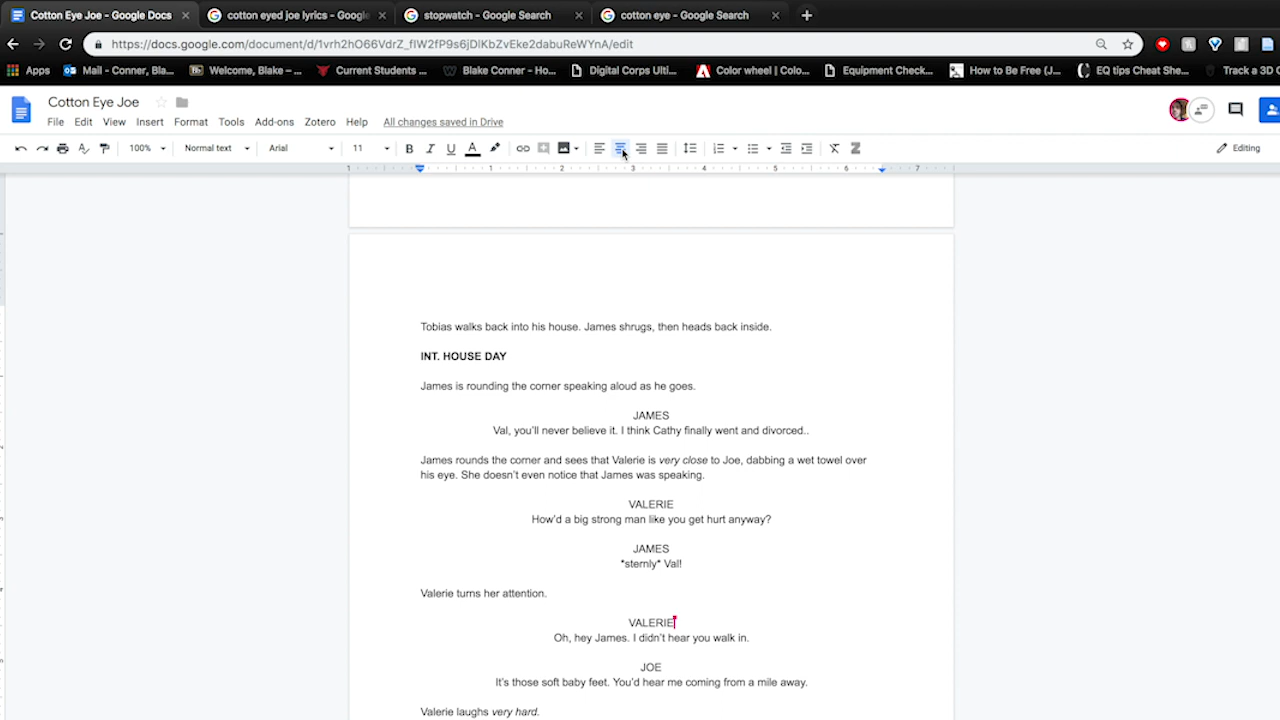 Cotton Eye Joe - Google Docs
cotton eyed joe lyrics - Google
stopwatch - Google Search
cotton eye - Google Search
https://docs.google.com/document/d/1vrh2hO66VdrZ_fIW2fP9s6jDIKbZvEke2dabuReWYnA/edit
Apps Mail - Conner, Bla... Welcome, Blake – ... Current Students ... Blake Conner - Ho... Digital Corps Ulti... Color wheel | Colo... Equipment Check... How to Be Free (J... EQ tips Cheat She... Track a 3D
Cotton Eye Joe
File Edit View Insert Format Tools Add-ons Zotero Help All changes saved in Drive
100% Normal text Arial 11 B I U A Editing
1 1 2 3 4 5 6 7
Tobias walks back into his house. James shrugs, then heads back inside.
INT. HOUSE DAY
James is rounding the corner speaking aloud as he goes.
JAMES
Val, you'll never believe it. I think Cathy finally went and divorced..
James rounds the corner and sees that Valerie is very close to Joe, dabbing a wet towel over
his eye. She doesn't even notice that James was speaking.
VALERIE
How'd a big strong man like you get hurt anyway?
JAMES
*sternly* Val!
Valerie turns her attention.
VALERIE
Oh, hey James. I didn't hear you walk in.
JOE
It's those soft baby feet. You'd hear me coming from a mile away.
Valerie laughs very hard.